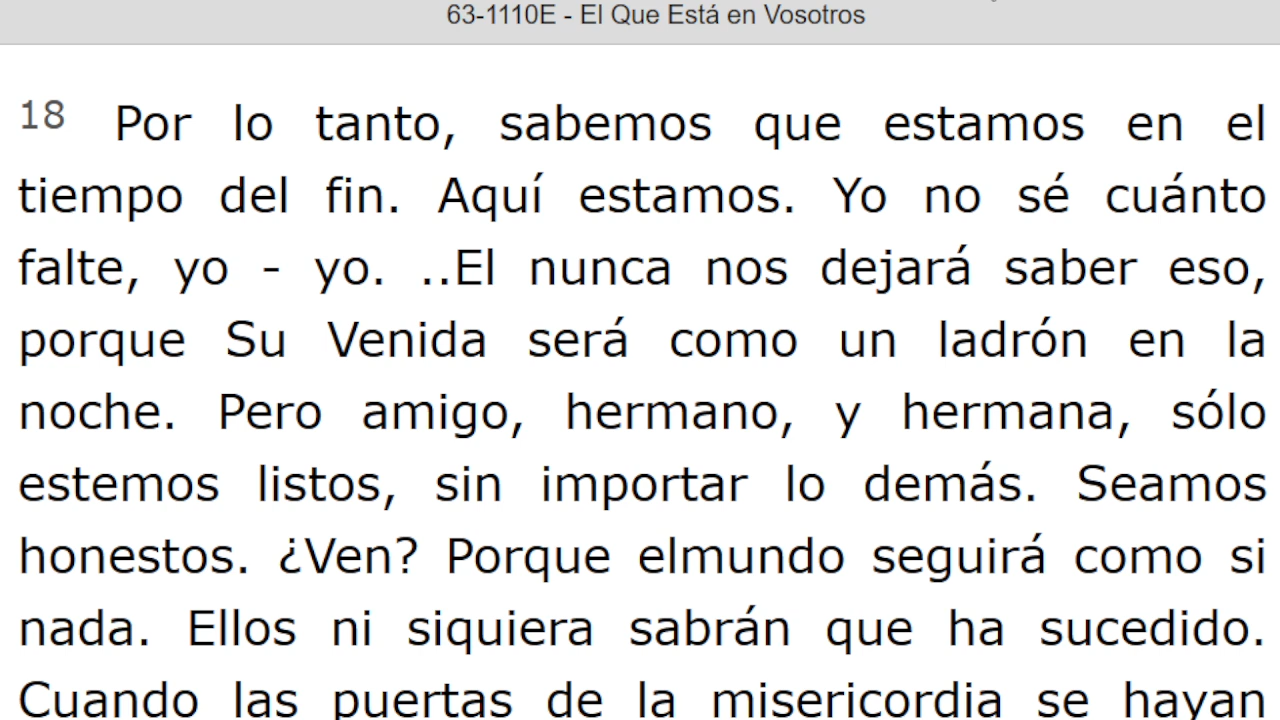 63-1110E - El Que Está en Vosotros
18 Por lo tanto, sabemos que estamos en el
tiempo del fin. Aquí estamos. Yo no sé cuánto
falte, yo - yo. ..El nunca nos dejará saber eso,
porque Su Venida será como un ladrón en la
noche. Pero amigo, hermano, y hermana, sólo
estemos listos, sin importar lo demás. Seamos
honestos. ¿Ven? Porque elmundo seguirá como si
nada. Ellos ni siquiera sabrán que ha sucedido.
Cuando las puertas de la misericordia se hayan